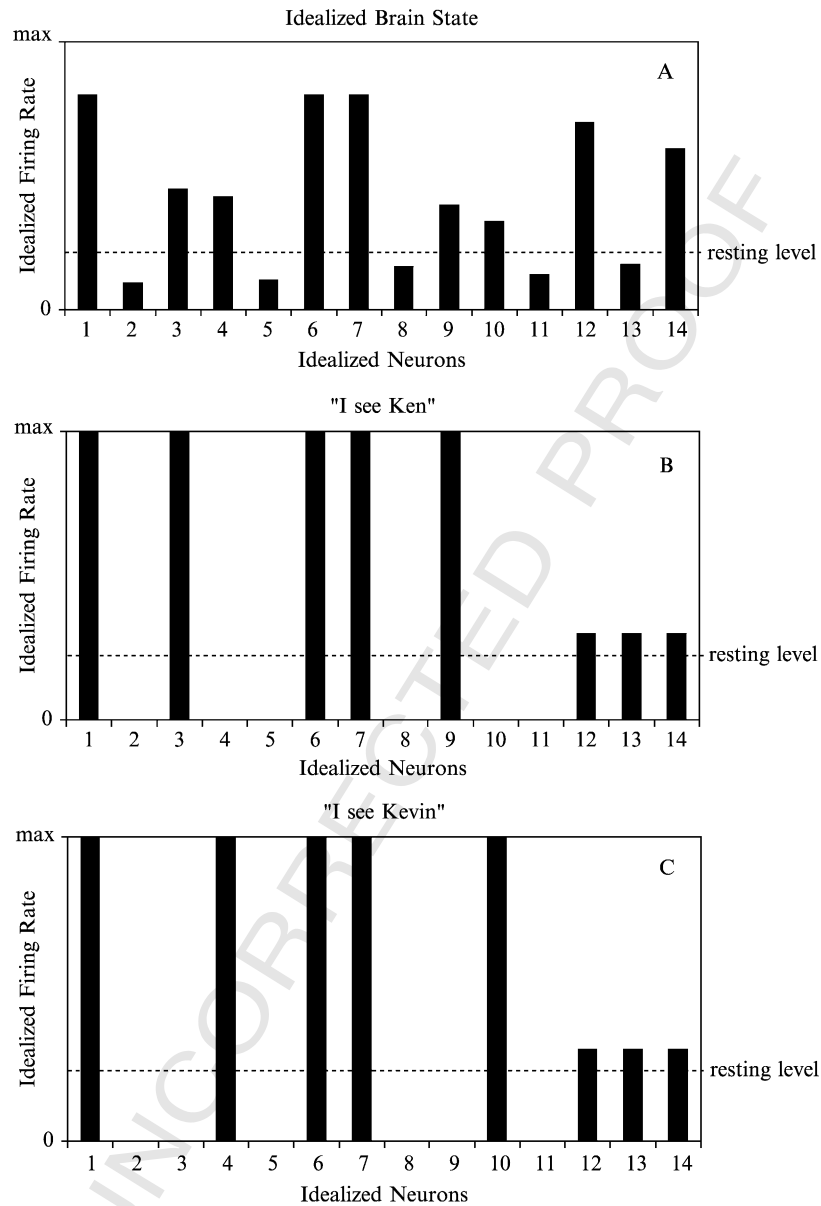 Idealized Brain State
max
A
Idealized Firing Rate
resting level
0
1 2 3 4 5 6 7 8 9 10 11 12 13 14
Idealized Neurons
"I see Ken"
max
B
Idealized Firing Rate
resting level
0
1 2 3 4 5 6 7 8 9 10 11 12 13 14
Idealized Neurons
"I see Kevin"
max
C
Idealized Firing Rate
resting level
0
1 2 3 4 5 6 7 8 9 10 11 12 13 14
Idealized Neurons
UNCORRECTED PROOF